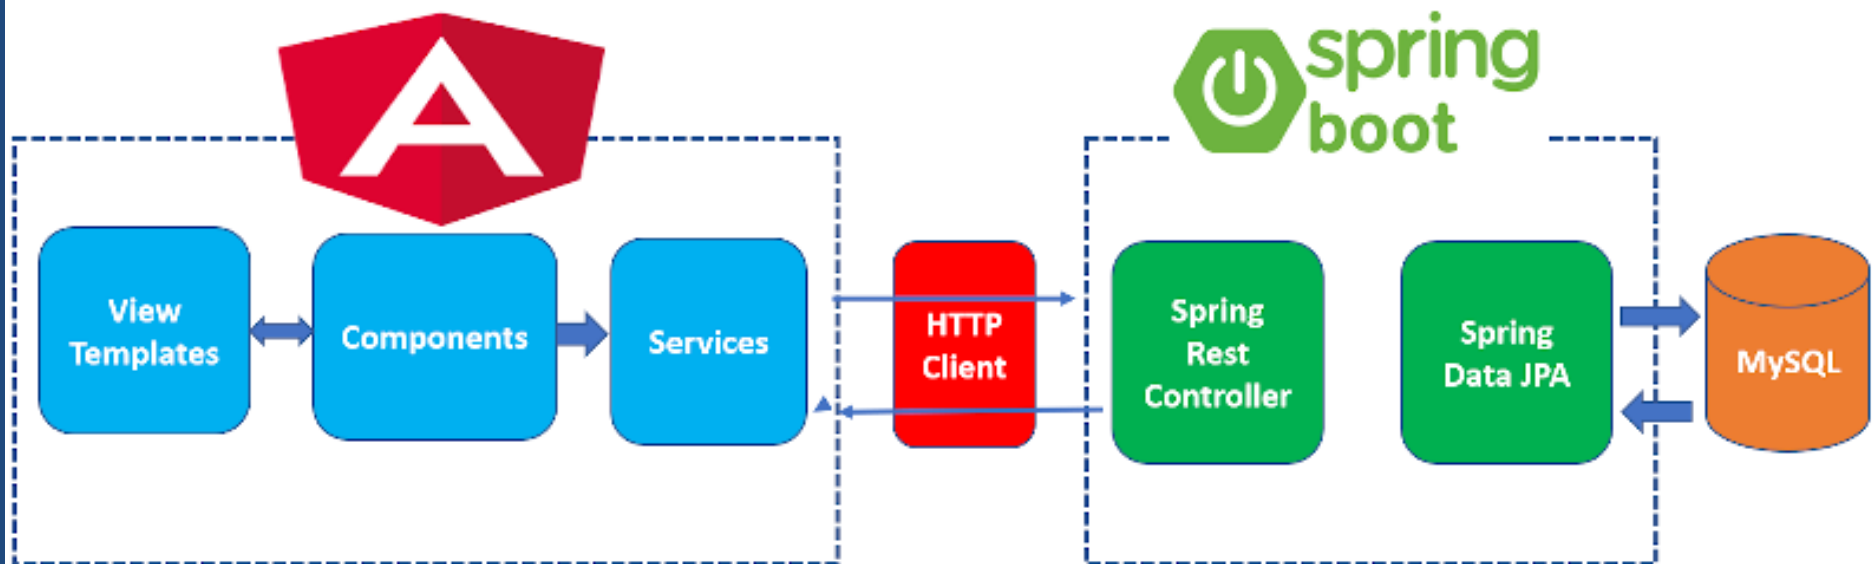 spring
boot
View
Templates
Components
Services
HTTP
Client
Spring
Rest
Controller
Spring
Data JPA
MySQL